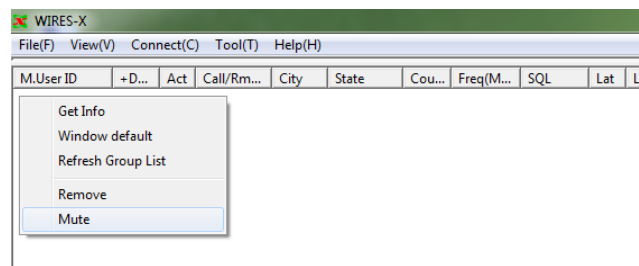 WIRES-X
File(F) View(V) Connect(C) Tool(T) Help(H)
M.User ID +D... Act Call/Rm... City State Cou... Freq(M... SQL Lat L
Get Info
Window default
Refresh Group List
Remove
Mute